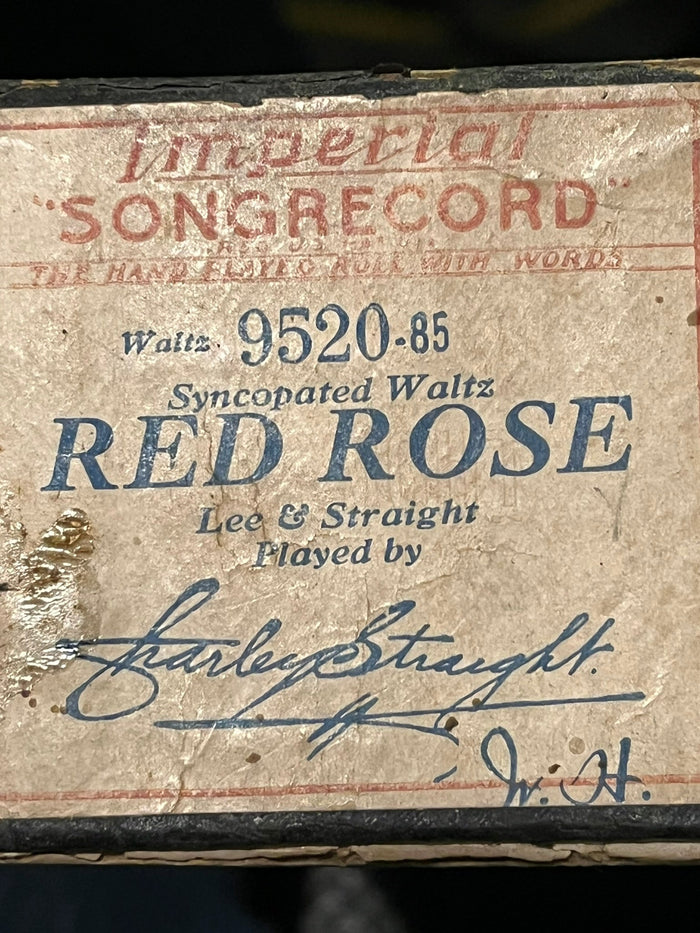 Imperial
"SONGRECORD"
THE HAND PLAYED ROLL WITH WORDS
Waltz 9520-85
Syncopated Waltz
RED ROSE
Lee & Straight
Played by
Charley Straight.